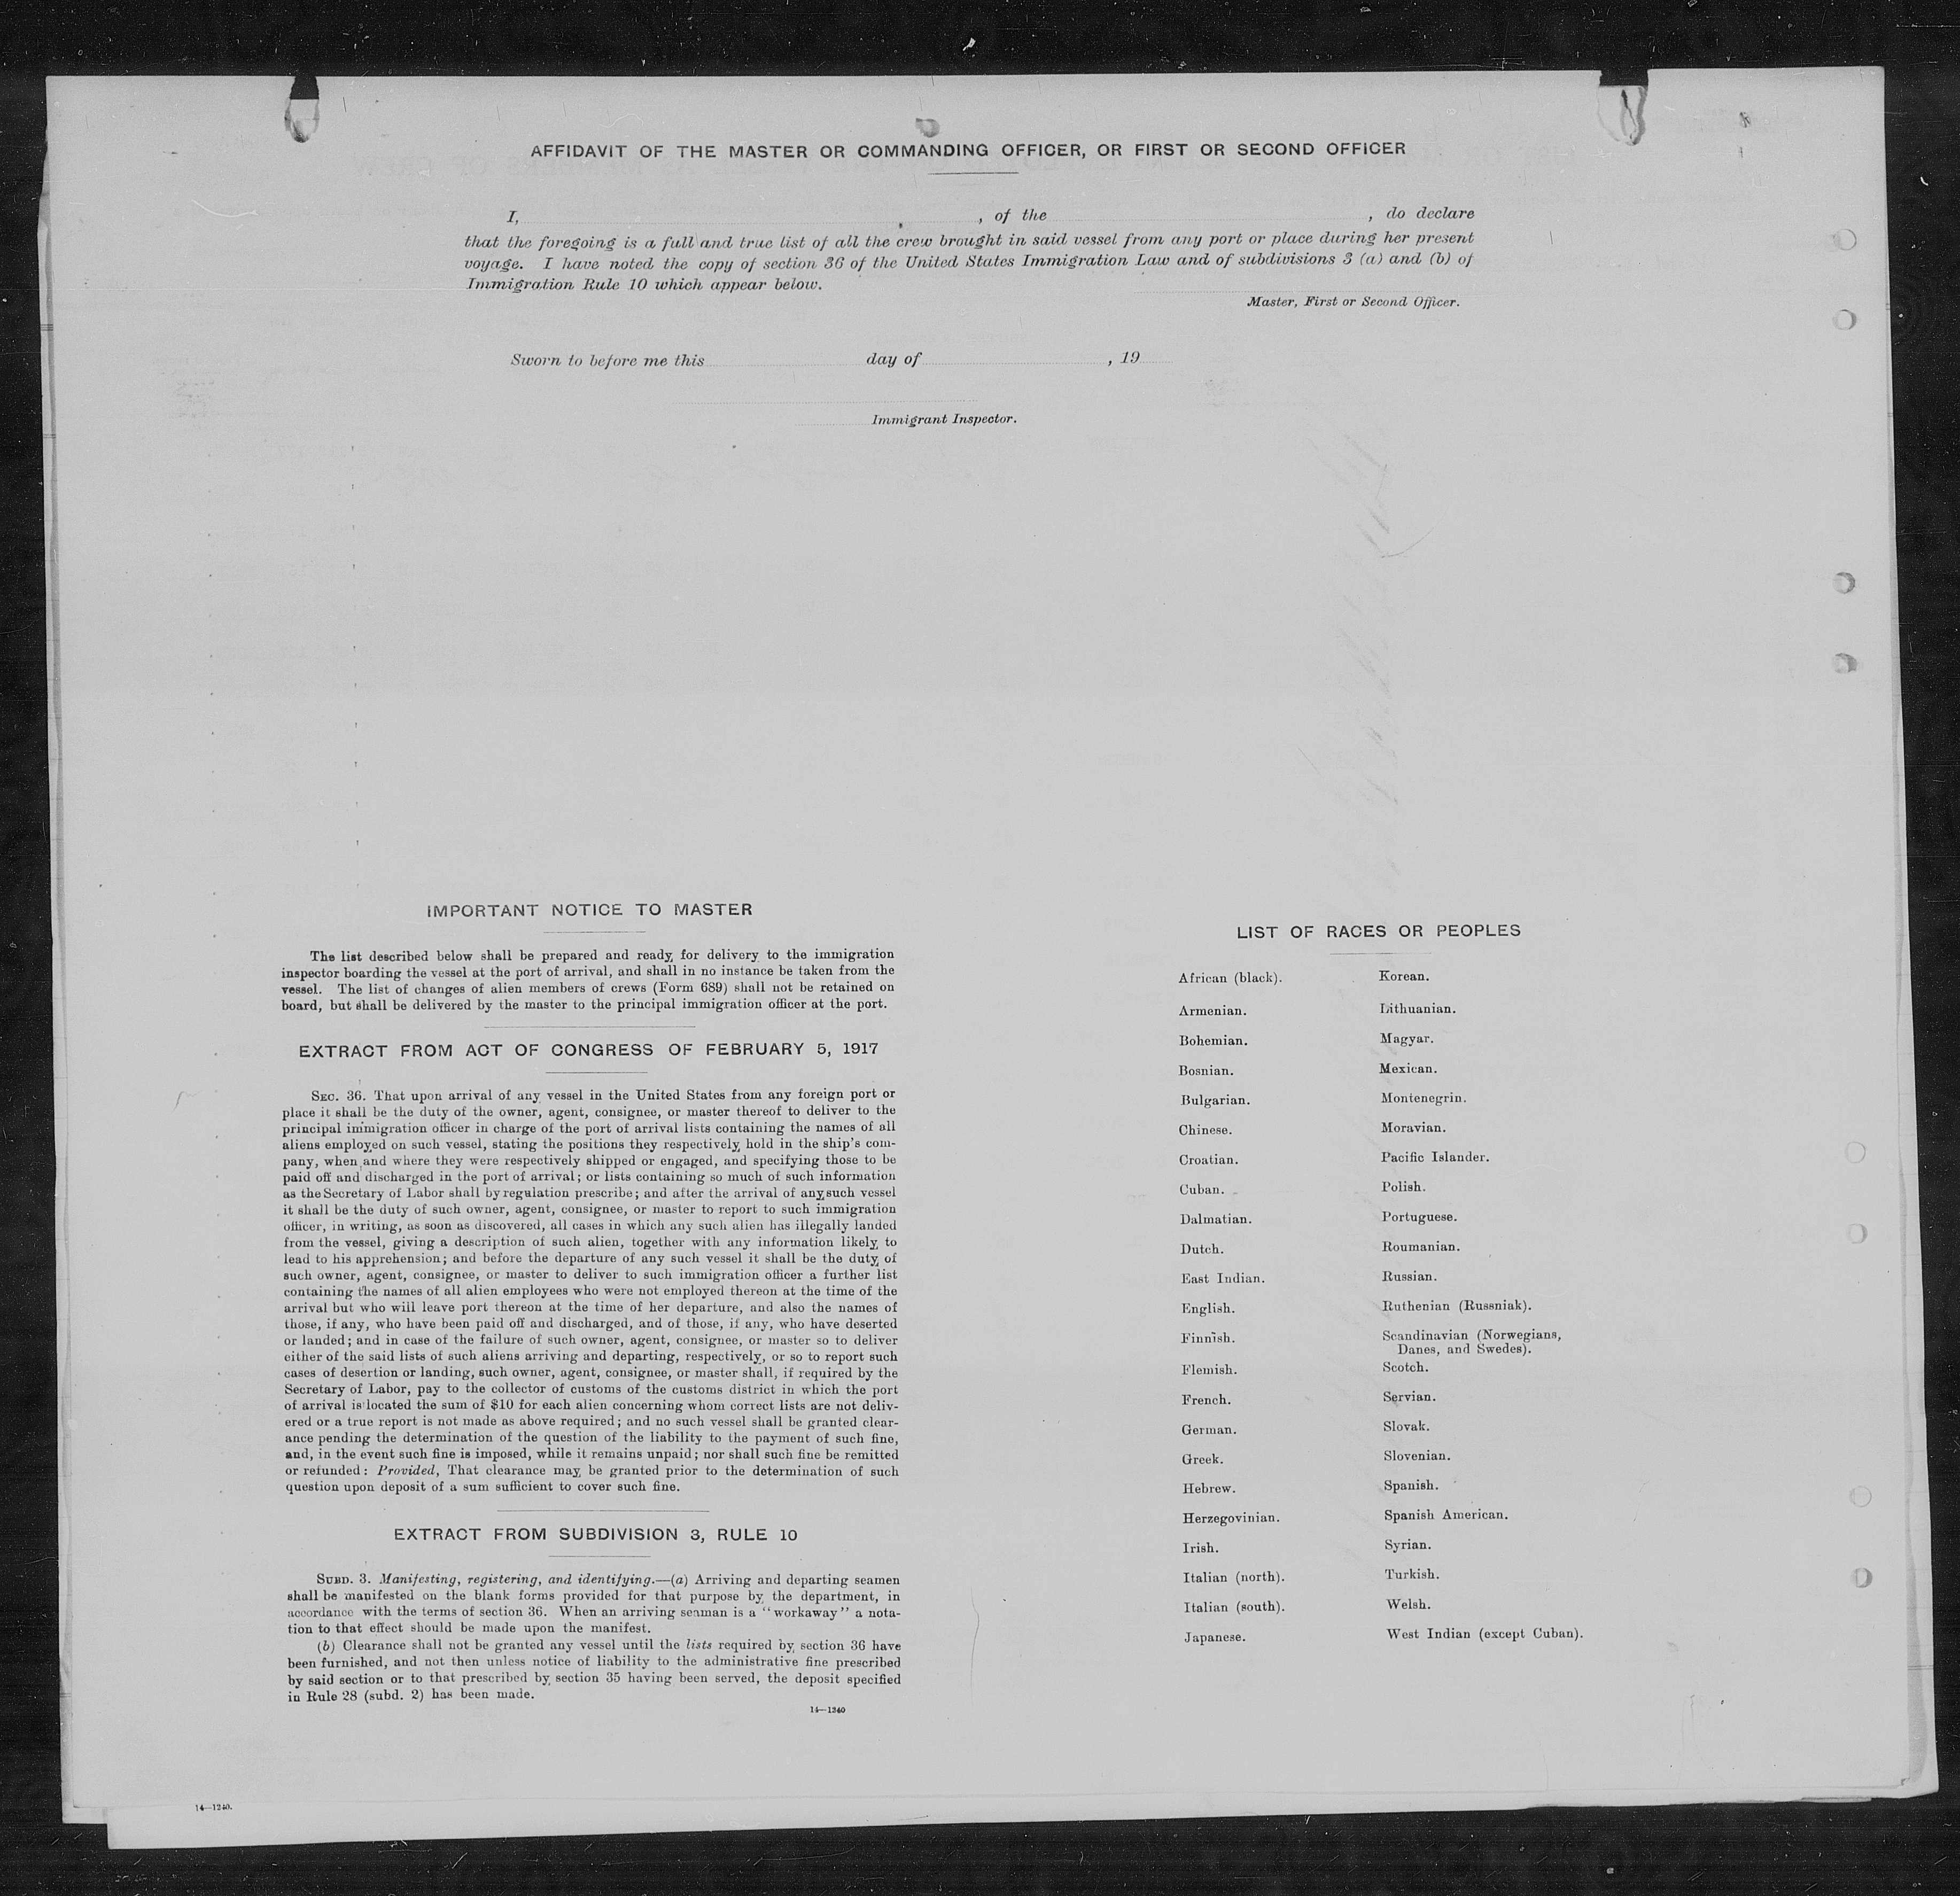 AFFIDAVIT OF THE MASTER OR COMMANDING OFFICER, OR FIRST OR SECOND OFFICER
I, , of the , do declare
that the foregoing is a full and true list of all the crew brought in said vessel from any port or place during her present
voyage. I have noted the copy of section 36 of the United States Immigration Law and of subdivisions 3 (a) and (b) of
Immigration Rule 10 which appear below.
Master, First or Second Officer.
Sworn to before me this day of , 19
Immigrant Inspector.
IMPORTANT NOTICE TO MASTER
The list described below shall be prepared and ready for delivery to the immigration
inspector boarding the vessel at the port of arrival, and shall in no instance be taken from the
vessel. The list of changes of alien members of crews (Form 689) shall not be retained on
board, but shall be delivered by the master to the principal immigration officer at the port.
EXTRACT FROM ACT OF CONGRESS OF FEBRUARY 5, 1917
SEC. 36. That upon arrival of any vessel in the United States from any foreign port or
place it shall be the duty of the owner, agent, consignee, or master thereof to deliver to the
principal immigration officer in charge of the port of arrival lists containing the names of all
aliens employed on such vessel, stating the positions they respectively hold in the ship's com-
pany, when and where they were respectively shipped or engaged, and specifying those to be
paid off and discharged in the port of arrival; or lists containing so much of such information
as the Secretary of Labor shall by regulation prescribe; and after the arrival of any such vessel
it shall be the duty of such owner, agent, consignee, or master to report to such immigration
officer, in writing, as soon as discovered, all cases in which any such alien has illegally landed
from the vessel, giving a description of such alien, together with any information likely to
lead to his apprehension; and before the departure of any such vessel it shall be the duty of
such owner, agent, consignee, or master to deliver to such immigration officer a further list
containing the names of all alien employees who were not employed thereon at the time of the
arrival but who will leave port thereon at the time of her departure, and also the names of
those, if any, who have been paid off and discharged, and of those, if any, who have deserted
or landed; and in case of the failure of such owner, agent, consignee, or master so to deliver
either of the said lists of such aliens arriving and departing, respectively, or so to report such
cases of desertion or landing, such owner, agent, consignee, or master shall, if required by the
Secretary of Labor, pay to the collector of customs of the customs district in which the port
of arrival is located the sum of $10 for each alien concerning whom correct lists are not deliv-
ered or a true report is not made as above required; and no such vessel shall be granted clear-
ance pending the determination of the question of the liability to the payment of such fine,
and, in the event such fine is imposed, while it remains unpaid; nor shall such fine be remitted
or refunded: Provided, That clearance may be granted prior to the determination of such
question upon deposit of a sum sufficient to cover such fine.
EXTRACT FROM SUBDIVISION 3, RULE 10
SUBD. 3. Manifesting, registering, and identifying.—(a) Arriving and departing seamen
shall be manifested on the blank forms provided for that purpose by the department, in
accordance with the terms of section 36. When an arriving seaman is a "workaway" a nota-
tion to that effect should be made upon the manifest.
(b) Clearance shall not be granted any vessel until the lists required by section 36 have
been furnished, and not then unless notice of liability to the administrative fine prescribed
by said section or to that prescribed by section 35 having been served, the deposit specified
in Rule 28 (subd. 2) has been made.
14—1240
LIST OF RACES OR PEOPLES
African (black).
Armenian.
Bohemian.
Bosnian.
Bulgarian.
Chinese.
Croatian.
Cuban.
Dalmatian.
Dutch.
East Indian.
English.
Finnish.
Flemish.
French.
German.
Greek.
Hebrew.
Herzegovinian.
Irish.
Italian (north).
Italian (south).
Japanese.
Korean.
Lithuanian.
Magyar.
Mexican.
Montenegrin.
Moravian.
Pacific Islander.
Polish.
Portuguese.
Roumanian.
Russian.
Ruthenian (Russniak).
Scandinavian (Norwegians,
Danes, and Swedes).
Scotch.
Servian.
Slovak.
Slovenian.
Spanish.
Spanish American.
Syrian.
Turkish.
Welsh.
West Indian (except Cuban).
14—1240.